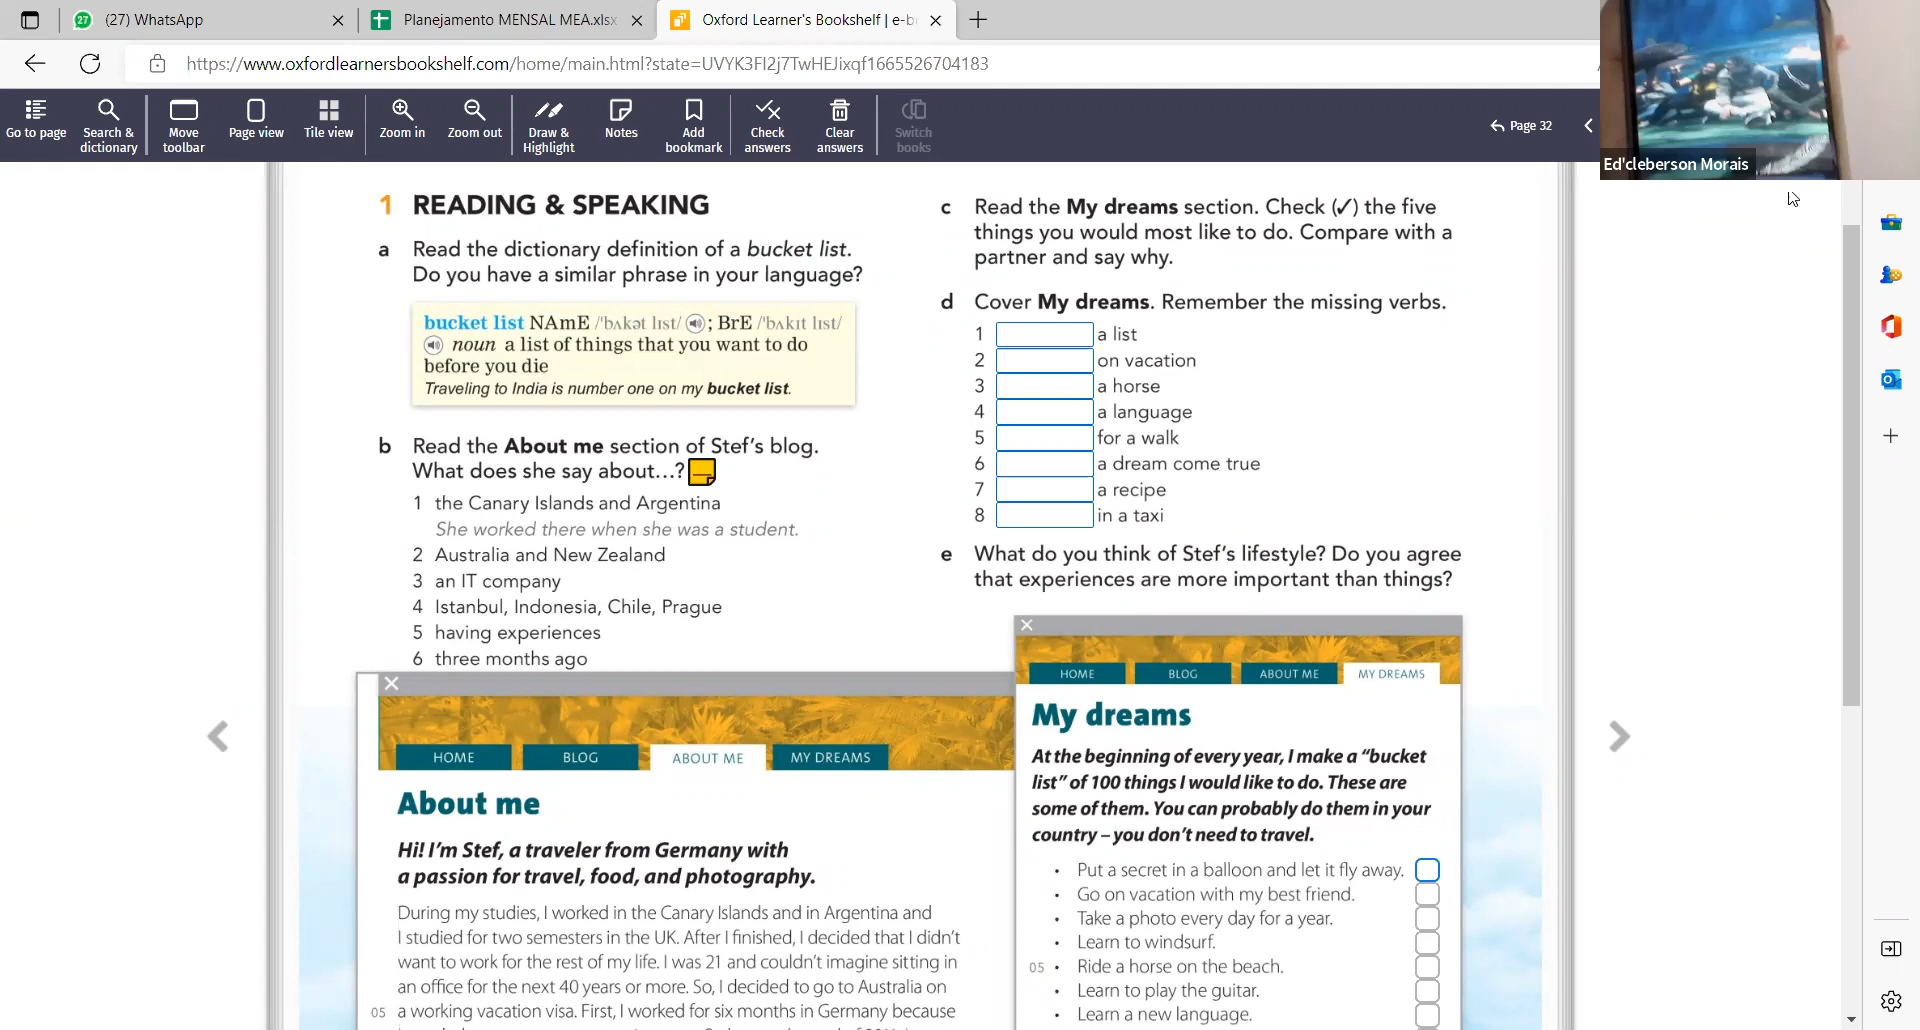 (27) WhatsApp
Planejamento MENSAL MEA.xlsx
Oxford Learner's Bookshelf | e-b
https://www.oxfordlearnersbookshelf.com/home/main.html?state=UVYK3FI2j7TwHEJixqf1665526704183
Go to page
Search & dictionary
Move toolbar
Page view
Tile view
Zoom in
Zoom out
Draw & Highlight
Notes
Add bookmark
Check answers
Clear answers
Switch books
Page 32
Ed'cleberson Morais
1 READING & SPEAKING
a Read the dictionary definition of a bucket list.
Do you have a similar phrase in your language?
bucket list NAmE /ˈbʌkət lɪst/ ; BrE /ˈbʌkɪt lɪst/
noun a list of things that you want to do
before you die
Traveling to India is number one on my bucket list.
b Read the About me section of Stef's blog.
What does she say about…?
1 the Canary Islands and Argentina
She worked there when she was a student.
2 Australia and New Zealand
3 an IT company
4 Istanbul, Indonesia, Chile, Prague
5 having experiences
6 three months ago
c Read the My dreams section. Check (✓) the five
things you would most like to do. Compare with a
partner and say why.
d Cover My dreams. Remember the missing verbs.
1 a list
2 on vacation
3 a horse
4 a language
5 for a walk
6 a dream come true
7 a recipe
8 in a taxi
e What do you think of Stef's lifestyle? Do you agree
that experiences are more important than things?
HOME BLOG ABOUT ME MY DREAMS
About me
Hi! I'm Stef, a traveler from Germany with
a passion for travel, food, and photography.
During my studies, I worked in the Canary Islands and in Argentina and
I studied for two semesters in the UK. After I finished, I decided that I didn't
want to work for the rest of my life. I was 21 and couldn't imagine sitting in
an office for the next 40 years or more. So, I decided to go to Australia on
05 a working vacation visa. First, I worked for six months in Germany because
HOME BLOG ABOUT ME MY DREAMS
My dreams
At the beginning of every year, I make a "bucket
list" of 100 things I would like to do. These are
some of them. You can probably do them in your
country – you don't need to travel.
• Put a secret in a balloon and let it fly away.
• Go on vacation with my best friend.
• Take a photo every day for a year.
• Learn to windsurf.
05 • Ride a horse on the beach.
• Learn to play the guitar.
• Learn a new language.